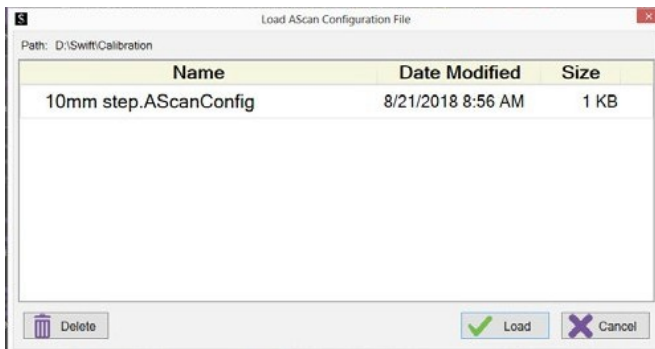 S Load AScan Configuration File
Path: D:\Swift\Calibration
Name Date Modified Size
10mm step.AScanConfig 8/21/2018 8:56 AM 1 KB
Delete Load Cancel